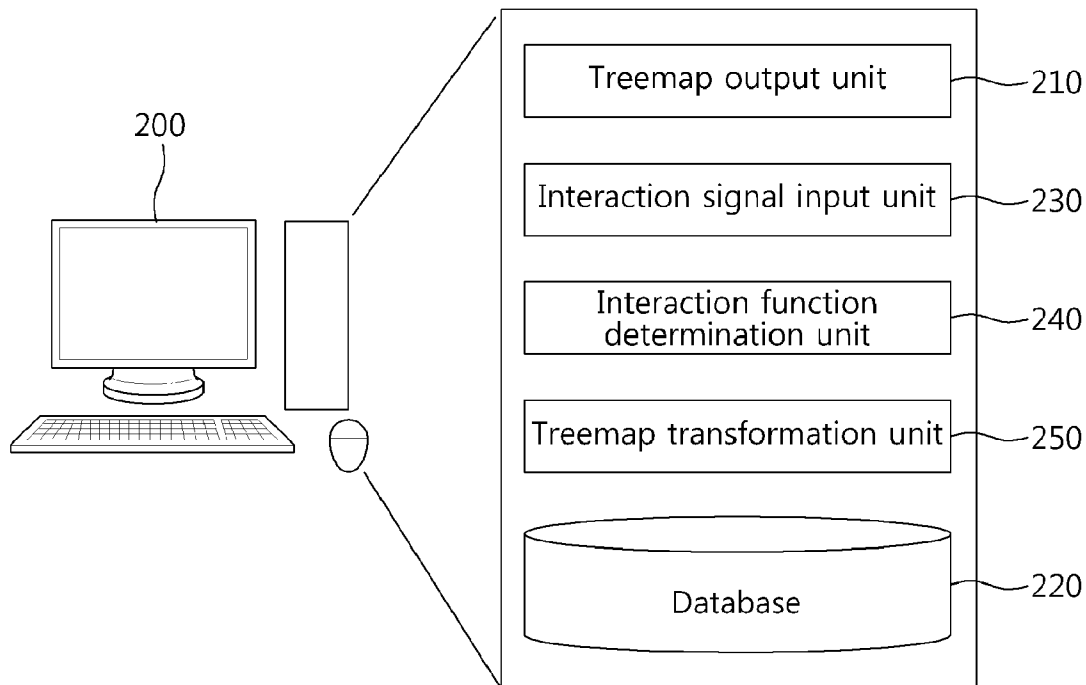 200
Treemap output unit
210
Interaction signal input unit
230
Interaction function
determination unit
240
Treemap transformation unit
250
Database
220